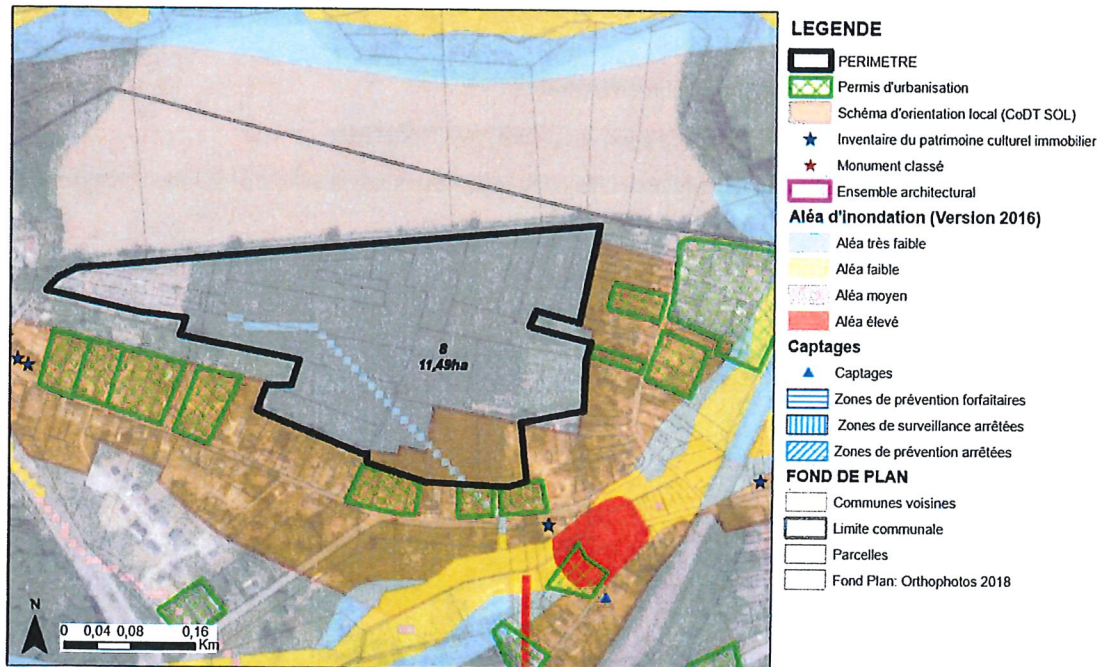 8
11,49ha
N
0 0,04 0,08 0,16
Km
LEGENDE
PERIMETRE
Permis d'urbanisation
Schéma d'orientation local (CoDT SOL)
Inventaire du patrimoine culturel immobilier
Monument classé
Ensemble architectural
Aléa d'inondation (Version 2016)
Aléa très faible
Aléa faible
Aléa moyen
Aléa élevé
Captages
Captages
Zones de prévention forfaitaires
Zones de surveillance arrêtées
Zones de prévention arrêtées
FOND DE PLAN
Communes voisines
Limite communale
Parcelles
Fond Plan: Orthophotos 2018